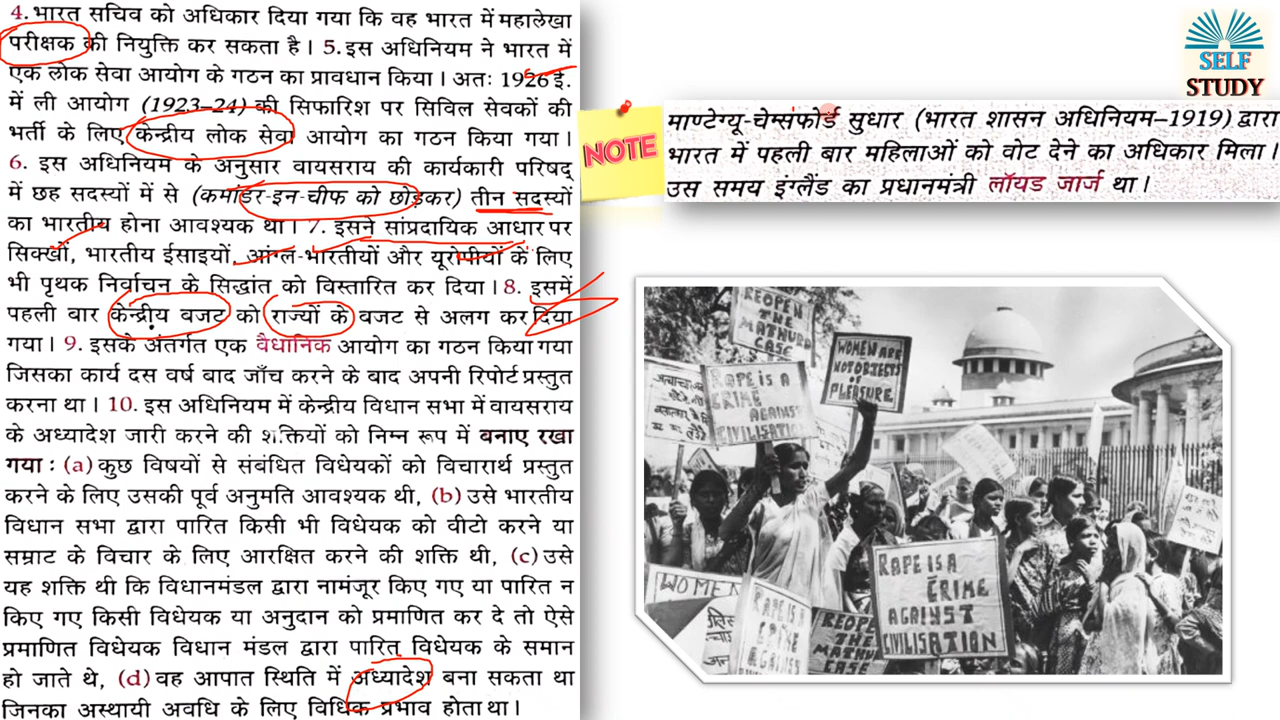 4. भारत सचिव को अधिकार दिया गया कि वह भारत में महालेखा
परीक्षक की नियुक्ति कर सकता है। 5. इस अधिनियम ने भारत में
एक लोक सेवा आयोग के गठन का प्रावधान किया। अतः 1926 ई.
में ली आयोग (1923–24) की सिफारिश पर सिविल सेवकों की
भर्ती के लिए केन्द्रीय लोक सेवा आयोग का गठन किया गया।
6. इस अधिनियम के अनुसार वायसराय की कार्यकारी परिषद्
में छह सदस्यों में से (कमांडर-इन-चीफ को छोड़कर) तीन सदस्यों
का भारतीय होना आवश्यक था। 7. इसने सांप्रदायिक आधार पर
सिक्खों, भारतीय ईसाइयों, आंग्ल-भारतीयों और यूरोपीयों के लिए
भी पृथक निर्वाचन के सिद्धांत को विस्तारित कर दिया। 8. इसमें
पहली बार केन्द्रीय बजट को राज्यों के बजट से अलग कर दिया
गया। 9. इसके अंतर्गत एक वैधानिक आयोग का गठन किया गया
जिसका कार्य दस वर्ष बाद जाँच करने के बाद अपनी रिपोर्ट प्रस्तुत
करना था। 10. इस अधिनियम में केन्द्रीय विधान सभा में वायसराय
के अध्यादेश जारी करने की शक्तियों को निम्न रूप में बनाए रखा
गया : (a) कुछ विषयों से संबंधित विधेयकों को विचारार्थ प्रस्तुत
करने के लिए उसकी पूर्व अनुमति आवश्यक थी, (b) उसे भारतीय
विधान सभा द्वारा पारित किसी भी विधेयक को वीटो करने या
सम्राट के विचार के लिए आरक्षित करने की शक्ति थी, (c) उसे
यह शक्ति थी कि विधानमंडल द्वारा नामंजूर किए गए या पारित न
किए गए किसी विधेयक या अनुदान को प्रमाणित कर दे तो ऐसे
प्रमाणित विधेयक विधान मंडल द्वारा पारित विधेयक के समान
हो जाते थे, (d) वह आपात स्थिति में अध्यादेश बना सकता था
जिनका अस्थायी अवधि के लिए विधिक प्रभाव होता था।
SELF
STUDY
NOTE
माण्टेग्यू-चेम्सफोर्ड सुधार (भारत शासन अधिनियम–1919) द्वारा
भारत में पहली बार महिलाओं को वोट देने का अधिकार मिला।
उस समय इंग्लैंड का प्रधानमंत्री लॉयड जार्ज था।
REOPEN
THE
MATHURA
CASE
WOMEN ARE
NOT OBJECTS
OF
PLEASURE.
RAPE IS A
CRIME
AGAINST
CIVILISATION
RAPE IS A
CRIME
AGAINST
CIVILISATION
WOMEN
RAPE IS A
CRIME
AGAINST
REOPEN
THE
MATHURA
CASE